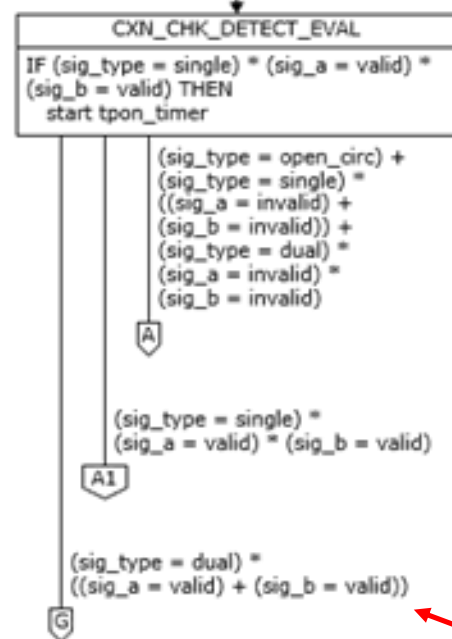 CXN_CHK_DETECT_EVAL
IF (sig_type = single) * (sig_a = valid) *
(sig_b = valid) THEN
start tpon_timer
(sig_type = open_circ) +
(sig_type = single) *
((sig_a = invalid) +
(sig_b = invalid)) +
(sig_type = dual) *
(sig_a = invalid) *
(sig_b = invalid)
A
(sig_type = single) *
(sig_a = valid) * (sig_b = valid)
A1
(sig_type = dual) *
((sig_a = valid) + (sig_b = valid))
G